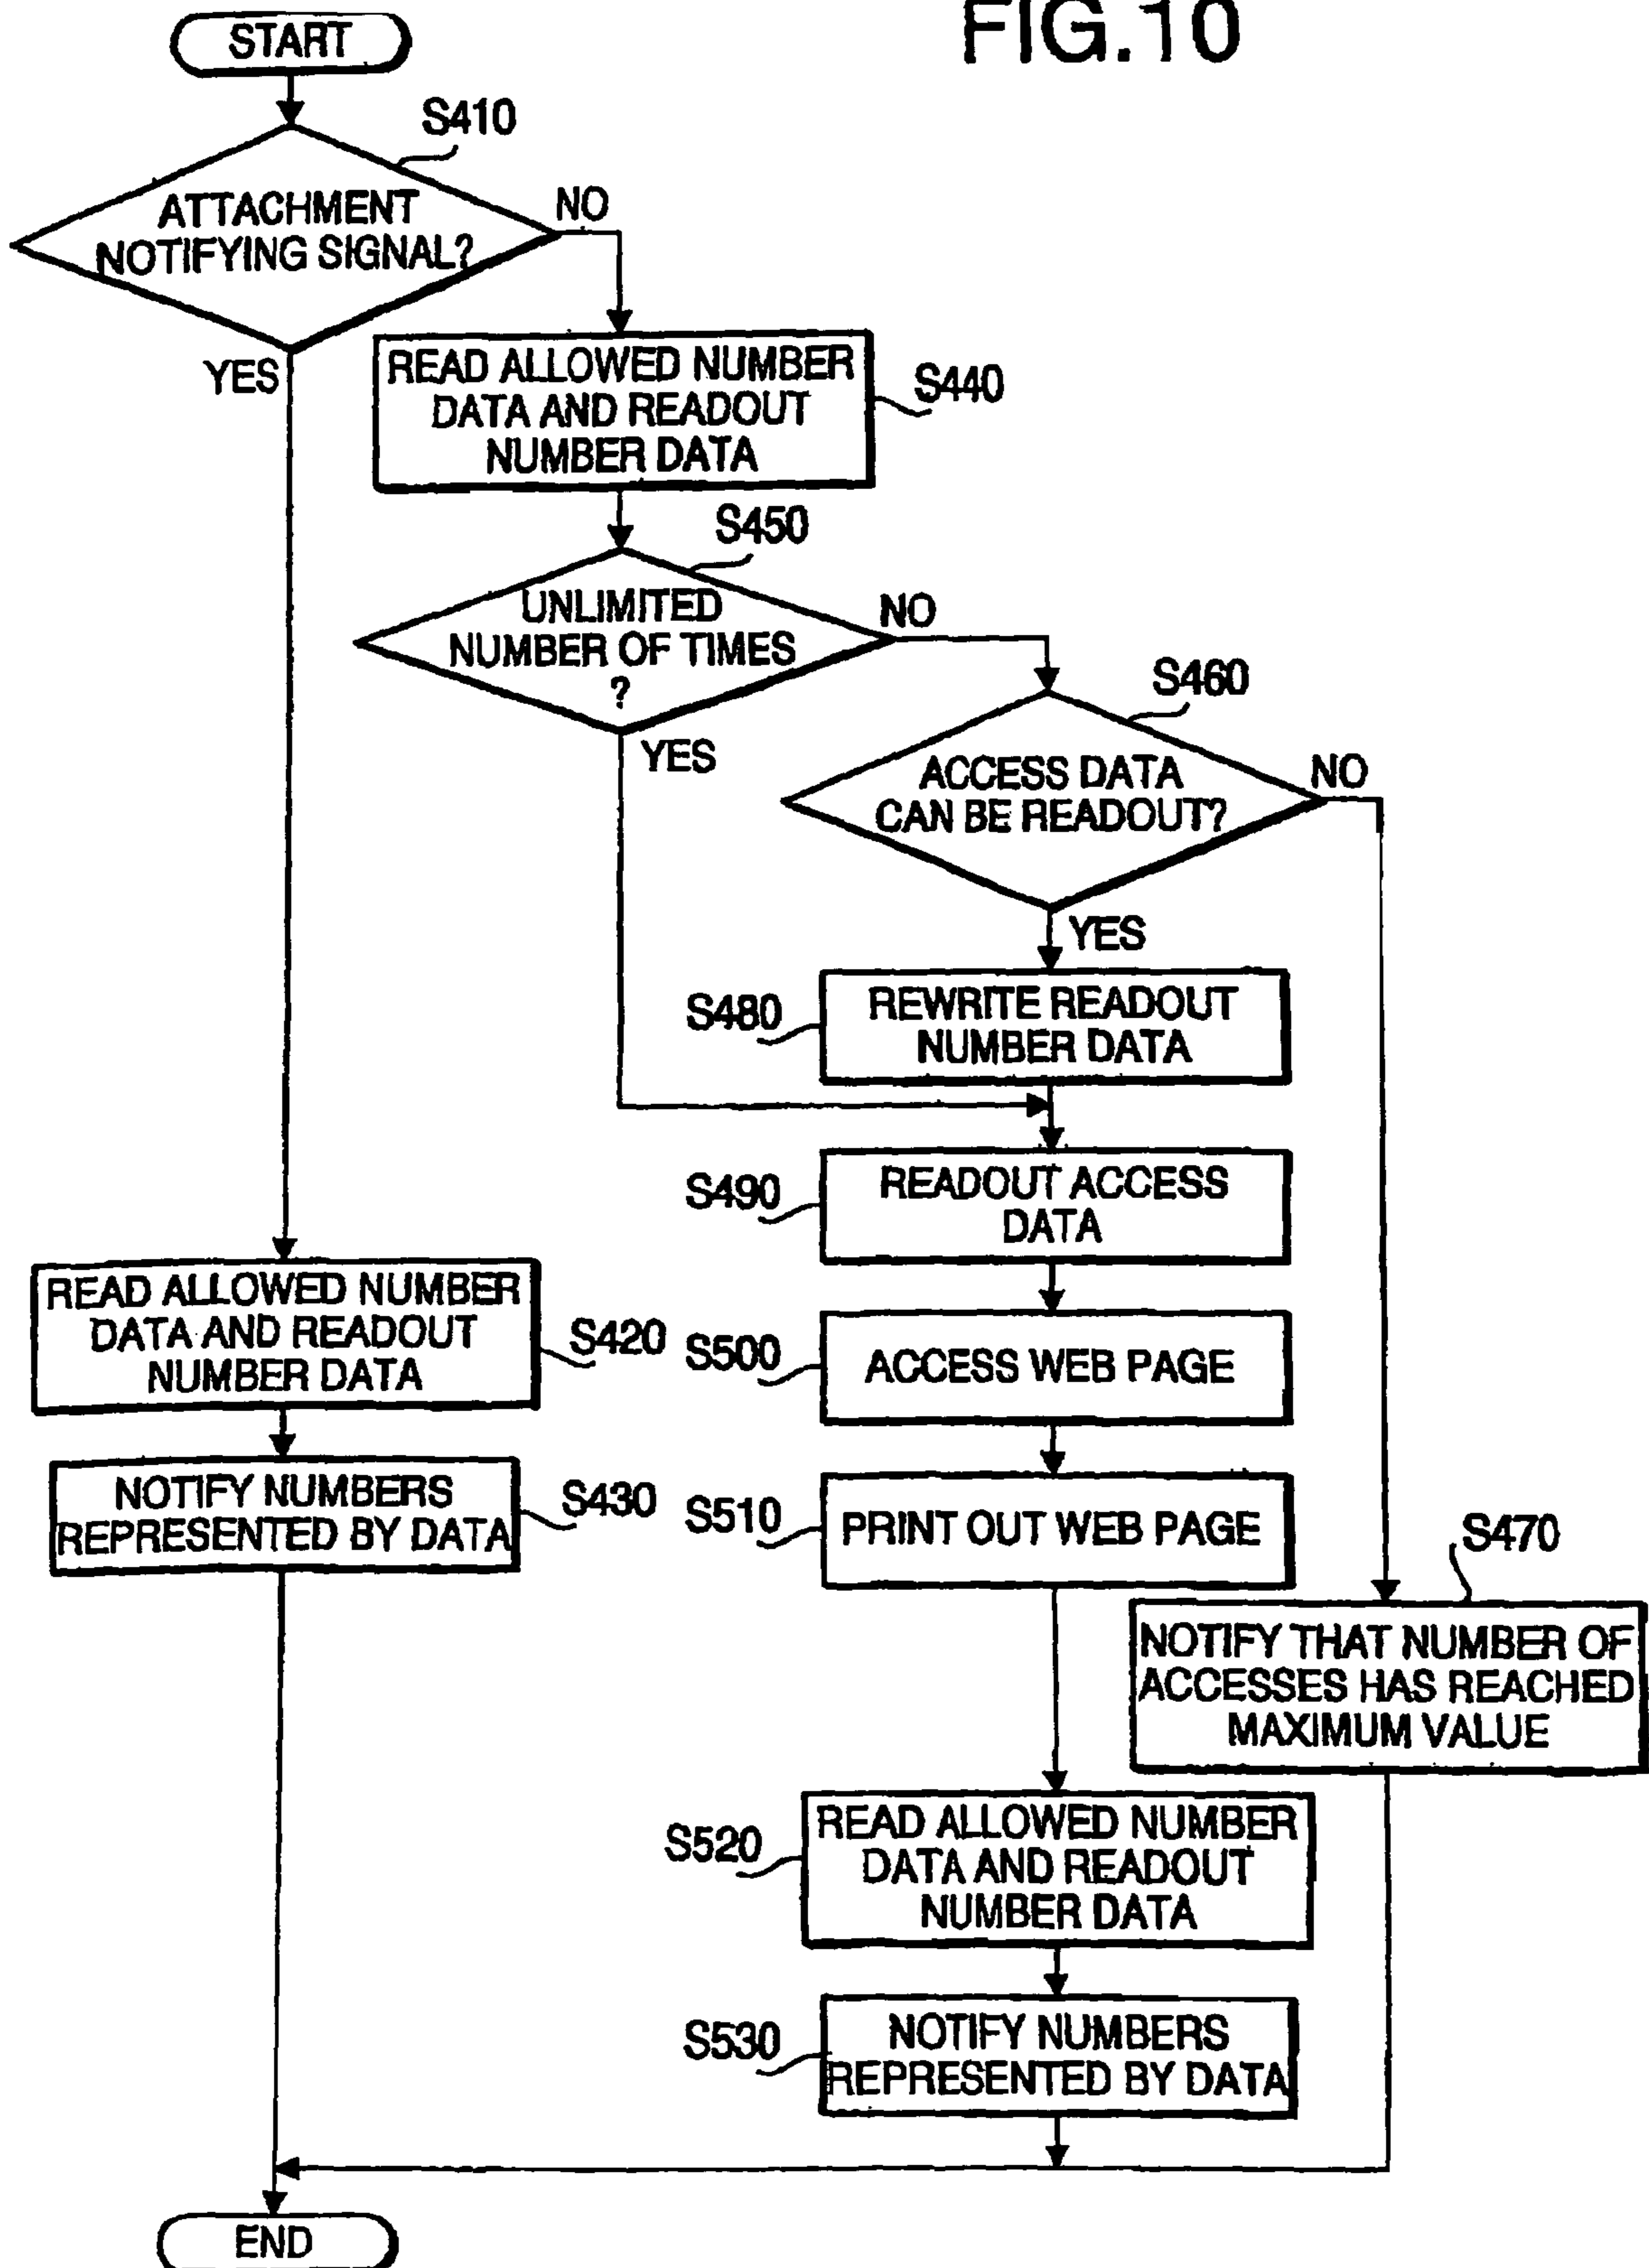 FIG.10
START
S410
ATTACHMENT
NOTIFYING SIGNAL?
NO
YES
READ ALLOWED NUMBER
DATA AND READOUT
NUMBER DATA
S440
S450
UNLIMITED
NUMBER OF TIMES
?
NO
YES
S460
ACCESS DATA
CAN BE READOUT?
NO
YES
S480
REWRITE READOUT
NUMBER DATA
S490
READOUT ACCESS
DATA
READ ALLOWED NUMBER
DATA AND READOUT
NUMBER DATA
S420
S500
ACCESS WEB PAGE
NOTIFY NUMBERS
REPRESENTED BY DATA
S430
S510
PRINT OUT WEB PAGE
S470
NOTIFY THAT NUMBER OF
ACCESSES HAS REACHED
MAXIMUM VALUE
S520
READ ALLOWED NUMBER
DATA AND READOUT
NUMBER DATA
S530
NOTIFY NUMBERS
REPRESENTED BY DATA
END